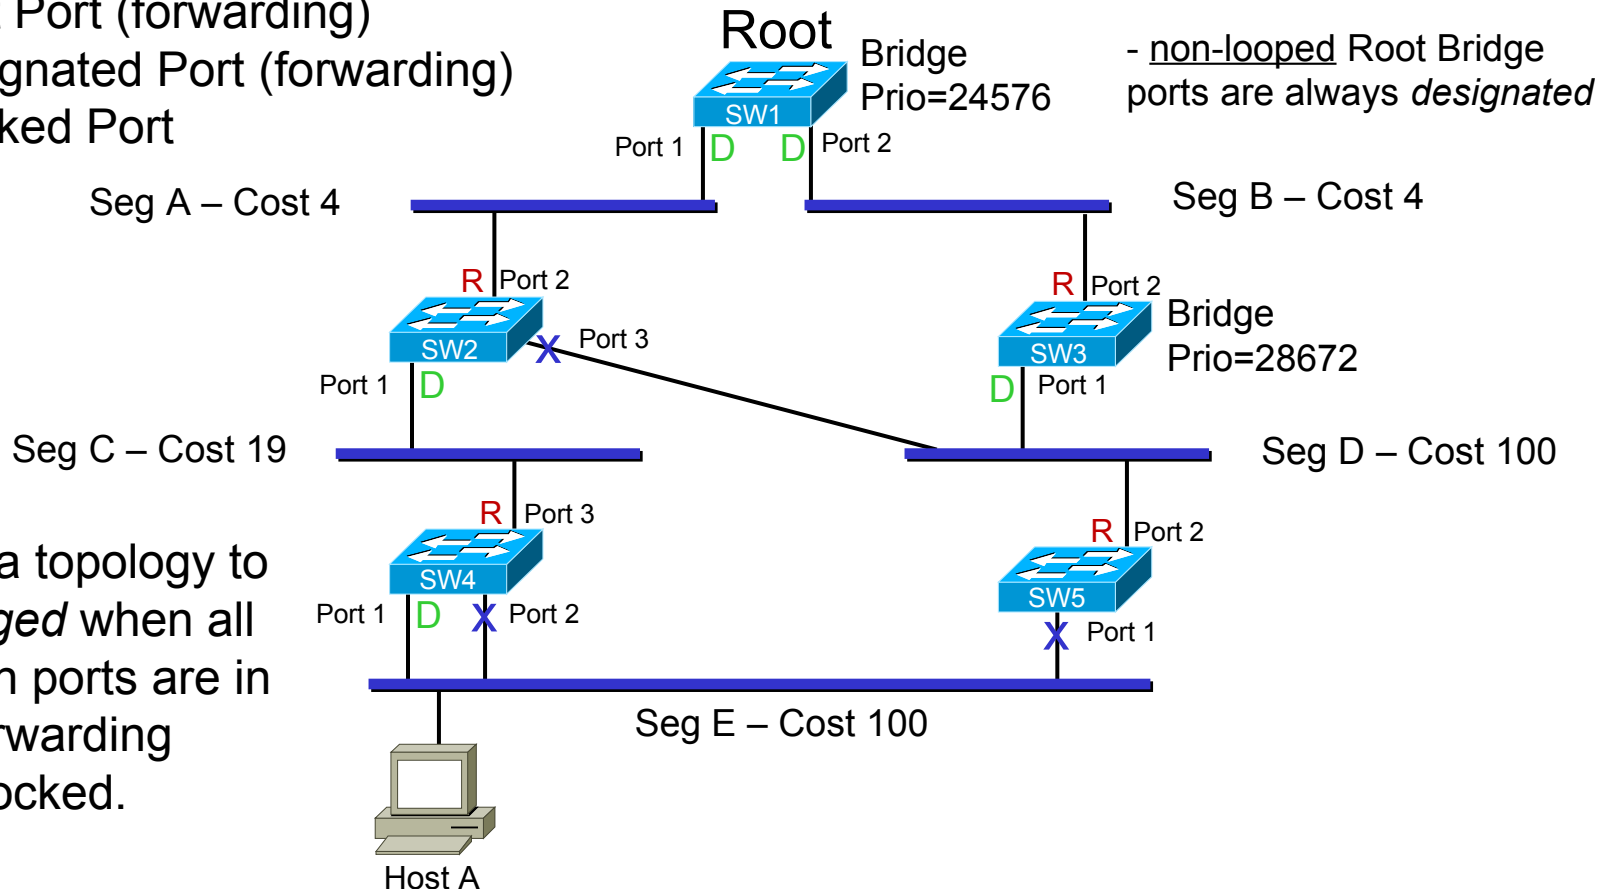 Port (forwarding)
gnated Port (forwarding)
ked Port
Root
Bridge
Prio=24576
- non-looped Root Bridge
ports are always designated
SW1
Port 1 D D Port 2
Seg A – Cost 4
Seg B – Cost 4
R Port 2
R Port 2
SW2
X Port 3
SW3
Bridge
Prio=28672
Port 1 D
D Port 1
Seg C – Cost 19
Seg D – Cost 100
R Port 3
R Port 2
a topology to
ged when all
n ports are in
rwarding
ocked.
SW4
SW5
Port 1 D X Port 2
X Port 1
Seg E – Cost 100
Host A